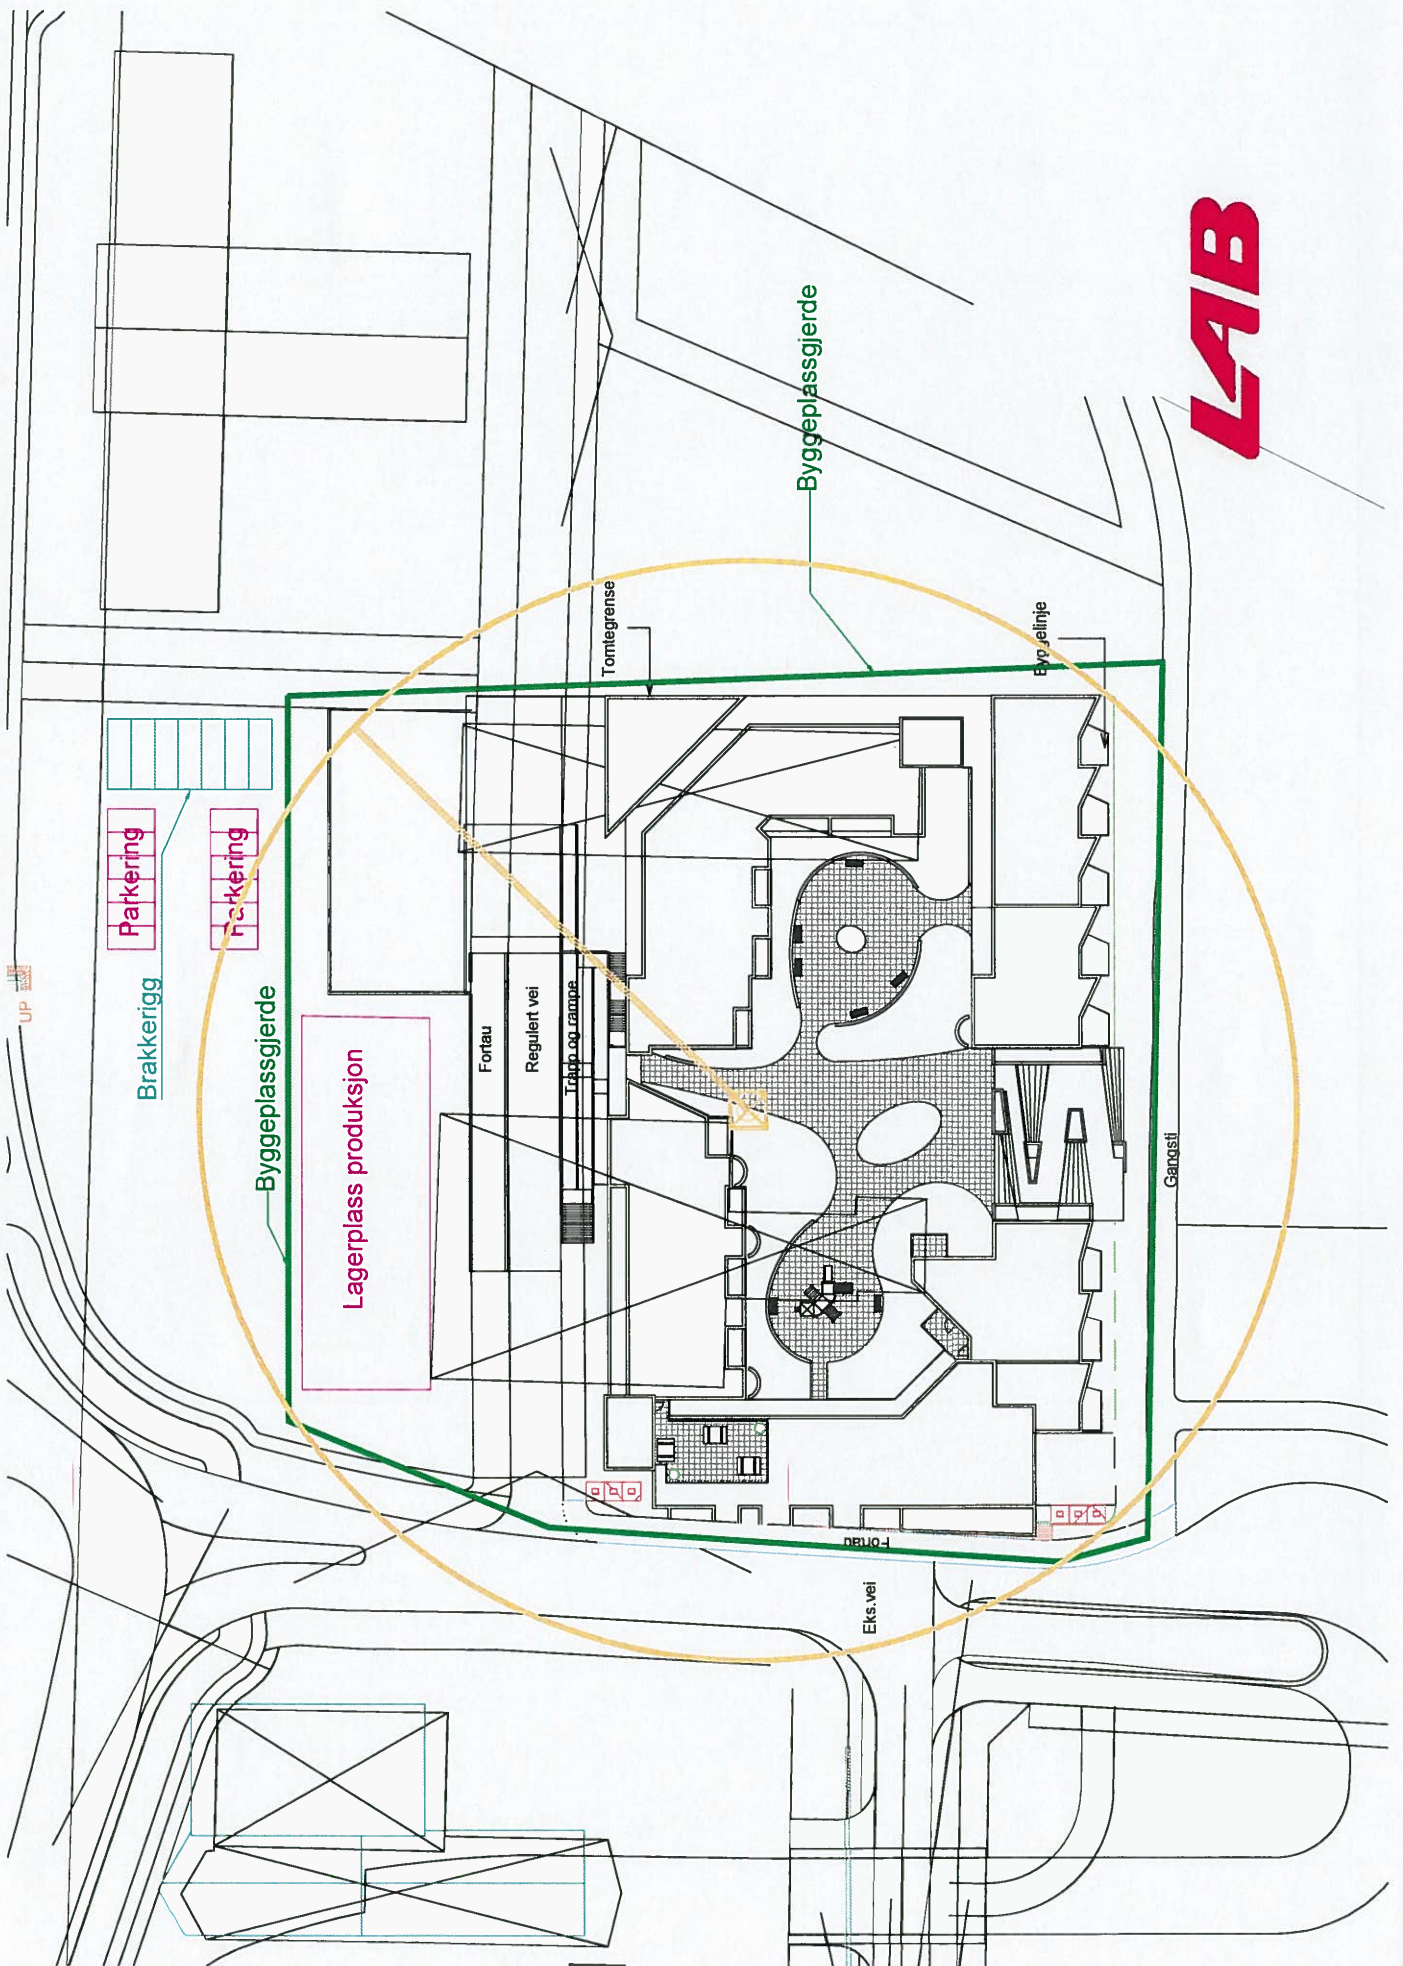 LAB
Byggeplassgjerde
Tomtegrense
Byggelinje
Parkering
Parkering
Brakkerigg
UP
Byggeplassgjerde
Lagerplass produksjon
Fortau
Regulert vei
Trapp og rampe
Gangsti
Fortau
Eks.vei